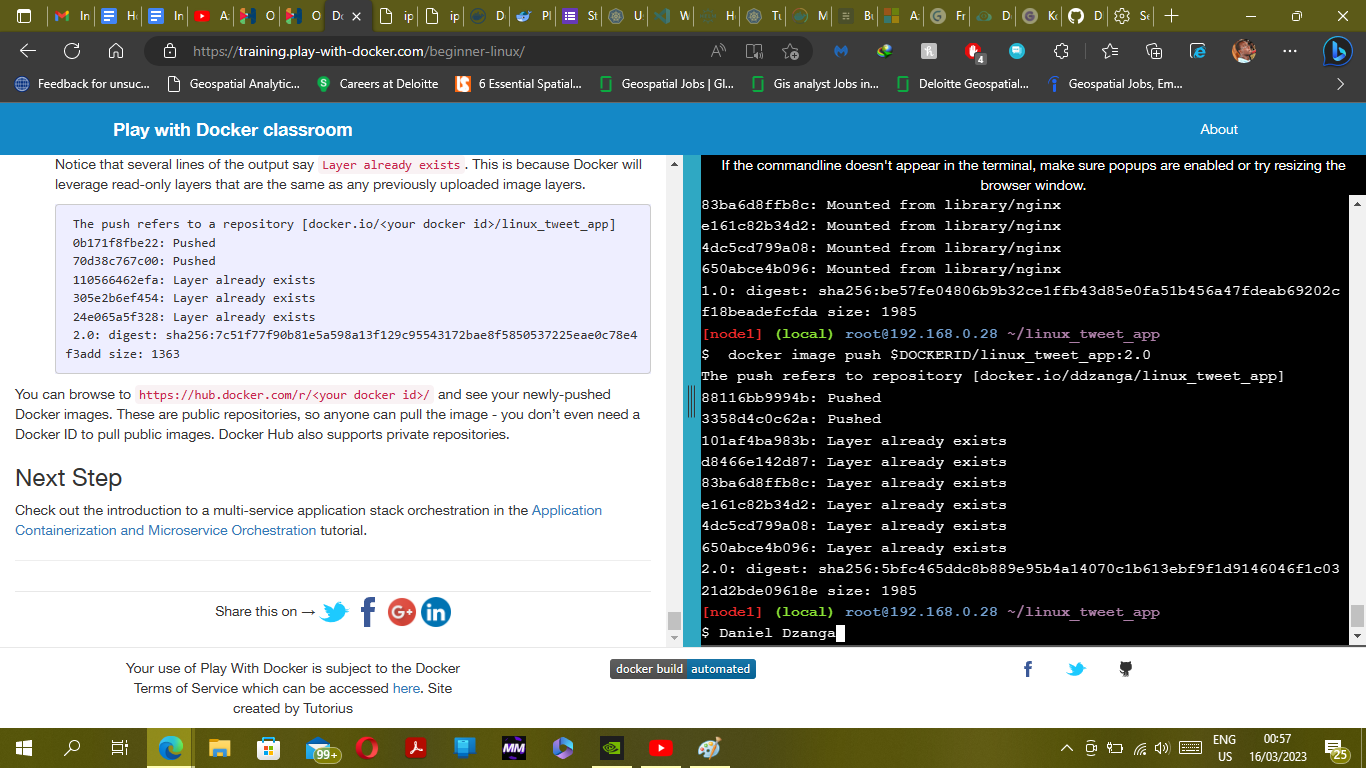 In
H
In
A
O
O
Do
ip
ip
D
Pl
St
U
W
H
Tu
M
Bu
A
Fr
D
Ko
D
Se
https://training.play-with-docker.com/beginner-linux/
4
Feedback for unsuc...
Geospatial Analytic...
Careers at Deloitte
6 Essential Spatial...
Geospatial Jobs | Gl...
Gis analyst Jobs in...
Deloitte Geospatial...
Geospatial Jobs, Em...
Play with Docker classroom
About
Notice that several lines of the output say Layer already exists. This is because Docker will
leverage read-only layers that are the same as any previously uploaded image layers.
The push refers to a repository [docker.io/<your docker id>/linux_tweet_app]
0b171f8fbe22: Pushed
70d38c767c00: Pushed
110566462efa: Layer already exists
305e2b6ef454: Layer already exists
24e065a5f328: Layer already exists
2.0: digest: sha256:7c51f77f90b81e5a598a13f129c95543172bae8f5850537225eae0c78e4
f3add size: 1363
You can browse to https://hub.docker.com/r/<your docker id>/ and see your newly-pushed
Docker images. These are public repositories, so anyone can pull the image - you don’t even need a
Docker ID to pull public images. Docker Hub also supports private repositories.
Next Step
Check out the introduction to a multi-service application stack orchestration in the Application
Containerization and Microservice Orchestration tutorial.
Share this on →
If the commandline doesn't appear in the terminal, make sure popups are enabled or try resizing the
browser window.
83ba6d8ffb8c: Mounted from library/nginx
e161c82b34d2: Mounted from library/nginx
4dc5cd799a08: Mounted from library/nginx
650abce4b096: Mounted from library/nginx
1.0: digest: sha256:be57fe04806b9b32ce1ffb43d85e0fa51b456a47fdeab69202c
f18beadefcfda size: 1985
[node1] (local) root@192.168.0.28 ~/linux_tweet_app
$ docker image push $DOCKERID/linux_tweet_app:2.0
The push refers to repository [docker.io/ddzanga/linux_tweet_app]
88116bb9994b: Pushed
3358d4c0c62a: Pushed
101af4ba983b: Layer already exists
d8466e142d87: Layer already exists
83ba6d8ffb8c: Layer already exists
e161c82b34d2: Layer already exists
4dc5cd799a08: Layer already exists
650abce4b096: Layer already exists
2.0: digest: sha256:5bfc465ddc8b889e95b4a14070c1b613ebf9f1d9146046f1c03
21d2bde09618e size: 1985
[node1] (local) root@192.168.0.28 ~/linux_tweet_app
$ Daniel Dzanga
Your use of Play With Docker is subject to the Docker
Terms of Service which can be accessed here. Site
created by Tutorius
docker build automated
99+
MM
ENG
US
00:57
16/03/2023
25